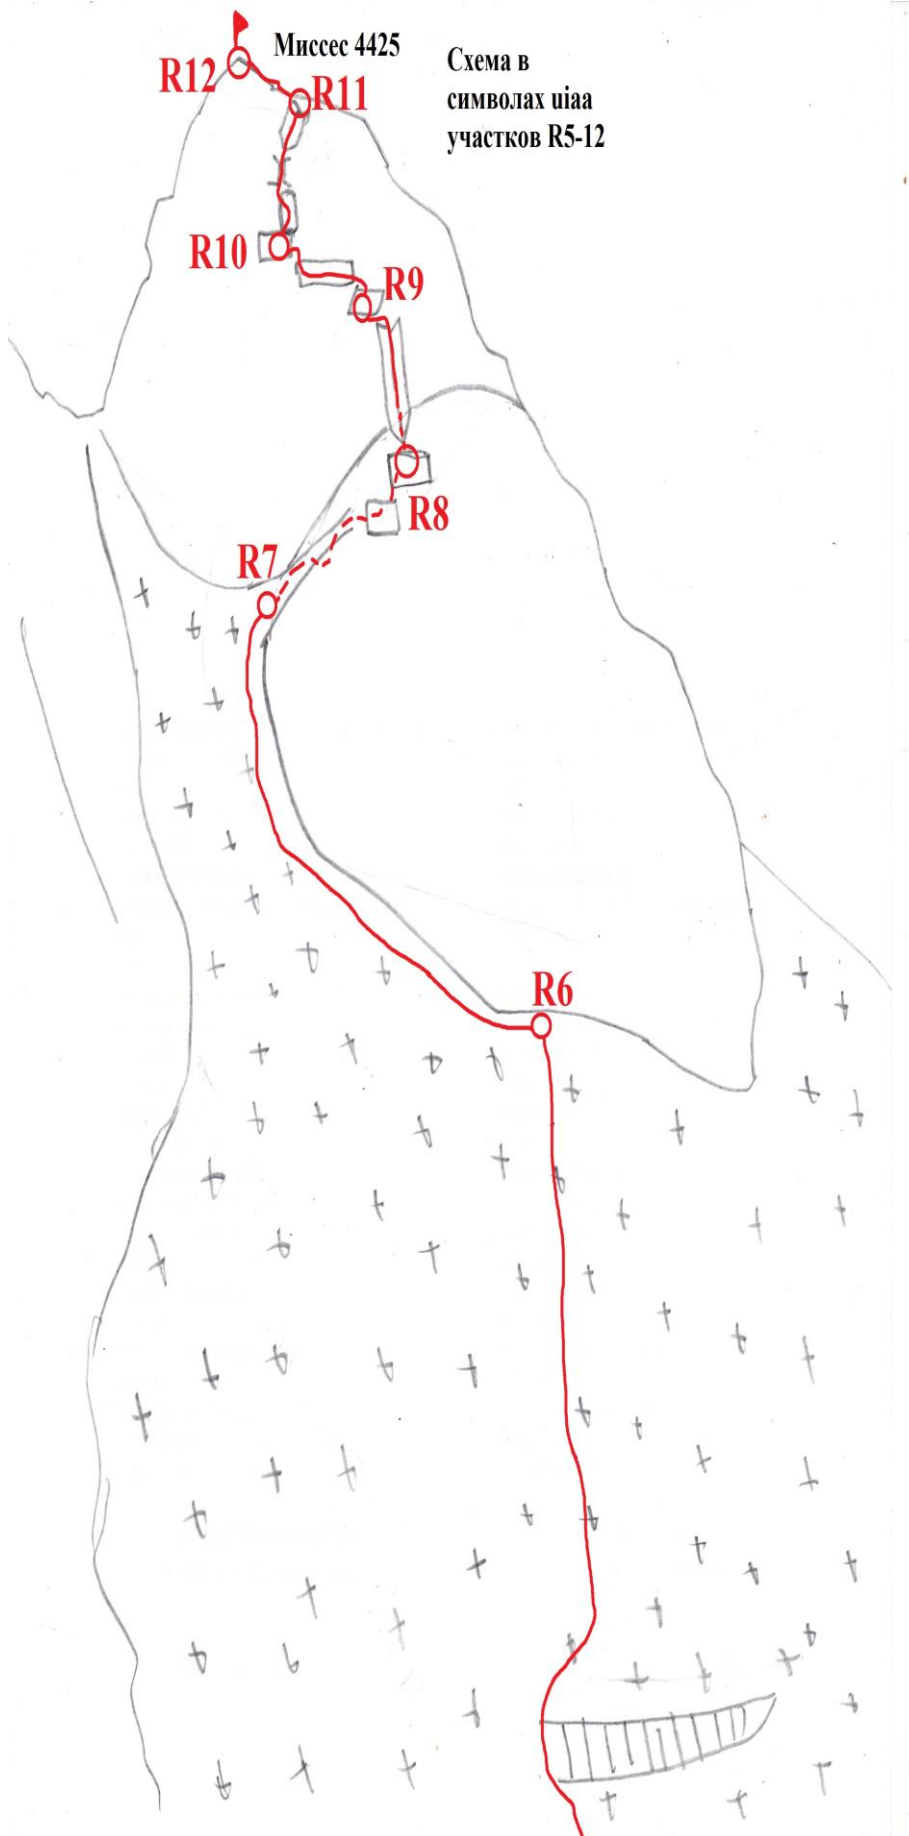 Миссес 4425
Схема в
символах uiaa
участков R5-12
R12
R11
R10
R9
R8
R7
R6